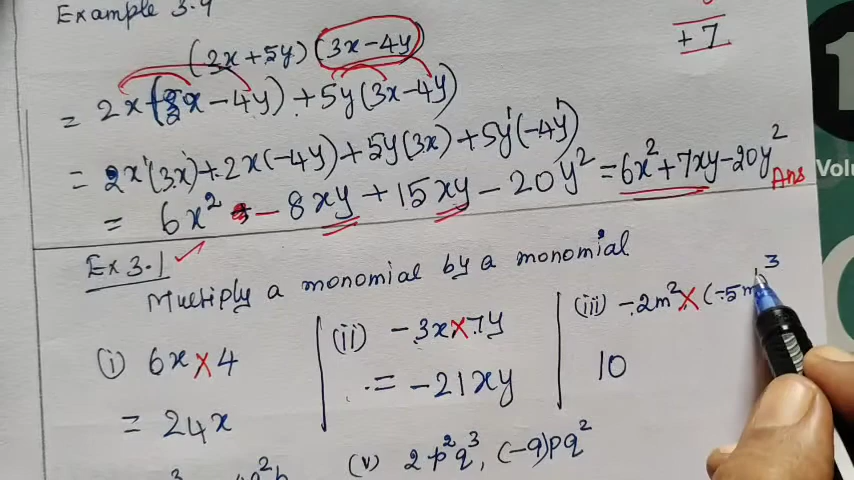 Example 3.4
(2x+5y)(3x-4y)
+7
= 2x(3x-4y)+5y(3x-4y)
= 2x(3x)+2x(-4y)+5y(3x)+5y(-4y)
= 6x² - 8xy + 15xy - 20y² = 6x²+7xy-20y² Ans
Ex 3.1
Multiply a monomial by a monomial
(i) 6x × 4
= 24x
(ii) -3x × 7y
= -21xy
(iii) -2m² × (-5m)³
10
(v) 2p²q³, (-9)pq²